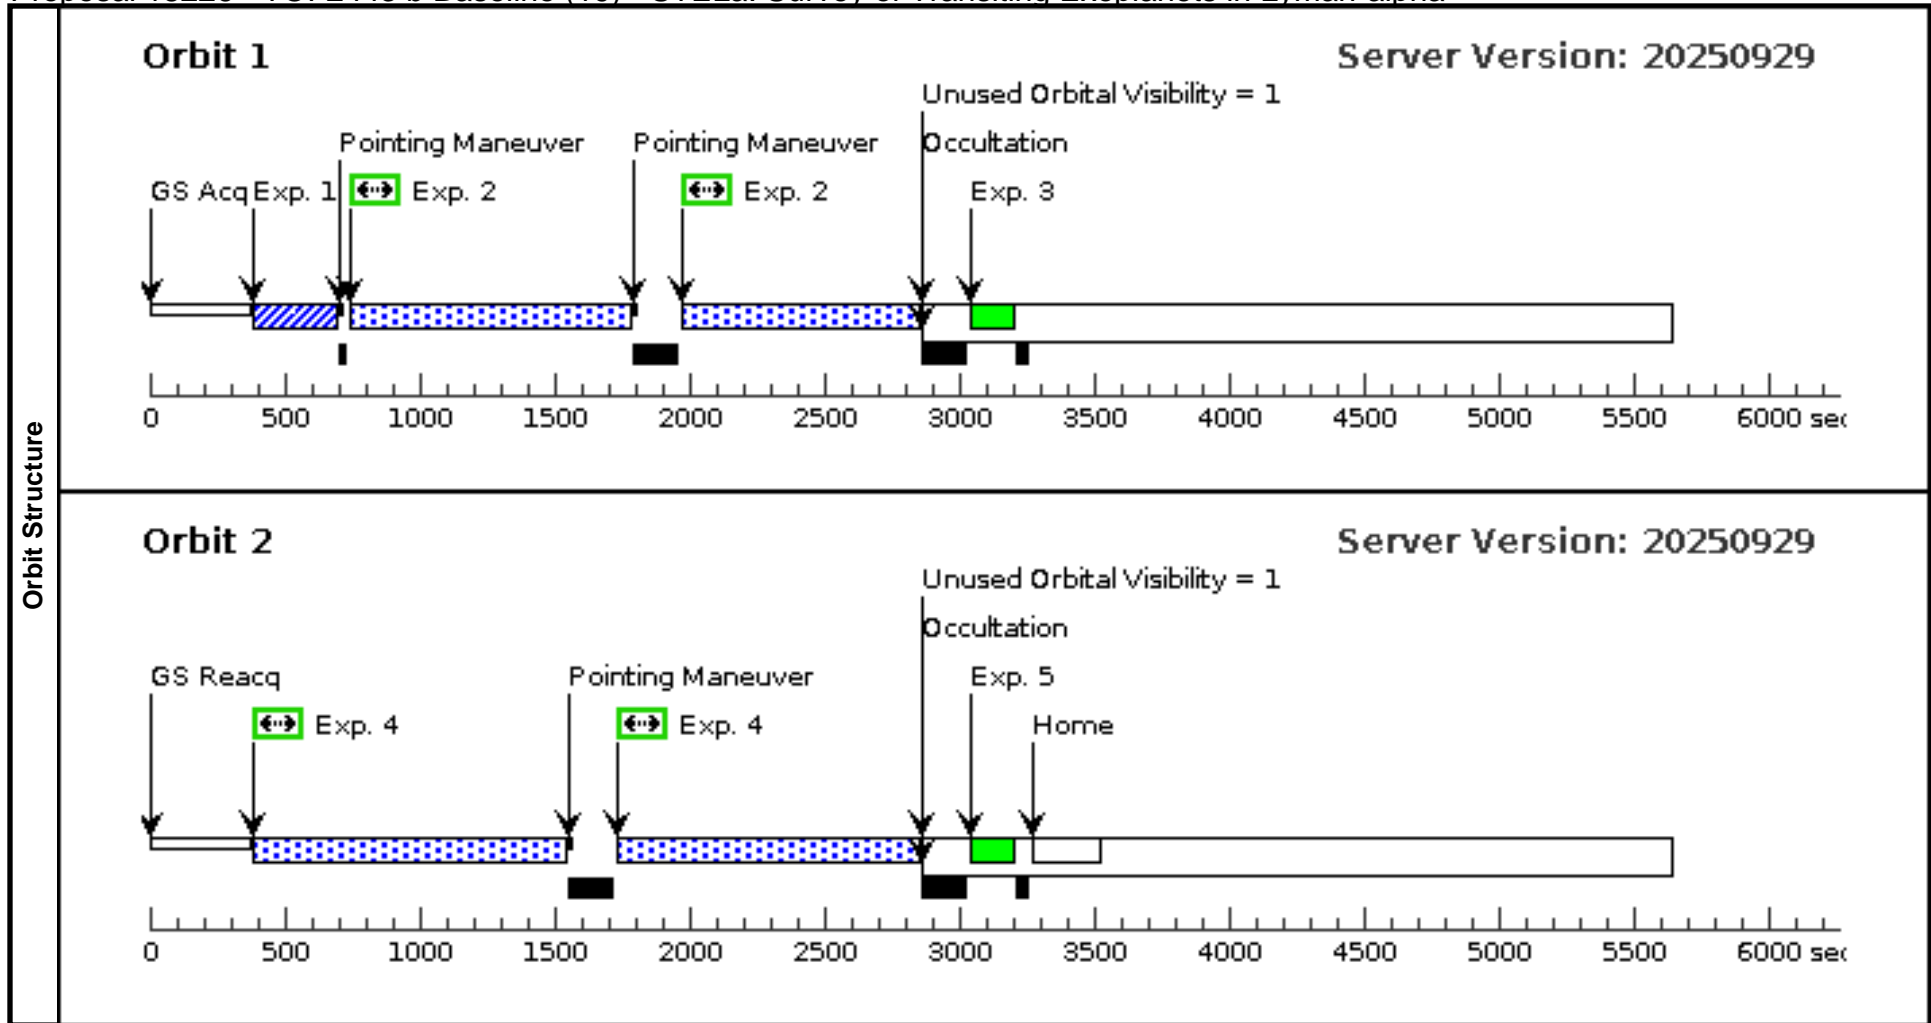 Orbit Structure
Orbit 1
Server Version: 20250929
Unused Orbital Visibility = 1
Pointing Maneuver Pointing Maneuver Occultation
GS Acq Exp. 1 Exp. 2 Exp. 2 Exp. 3
0 500 1000 1500 2000 2500 3000 3500 4000 4500 5000 5500 6000 sec
Orbit 2
Server Version: 20250929
Unused Orbital Visibility = 1
Occultation
GS Reacq Pointing Maneuver Exp. 5
Exp. 4 Exp. 4 Home
0 500 1000 1500 2000 2500 3000 3500 4000 4500 5000 5500 6000 sec